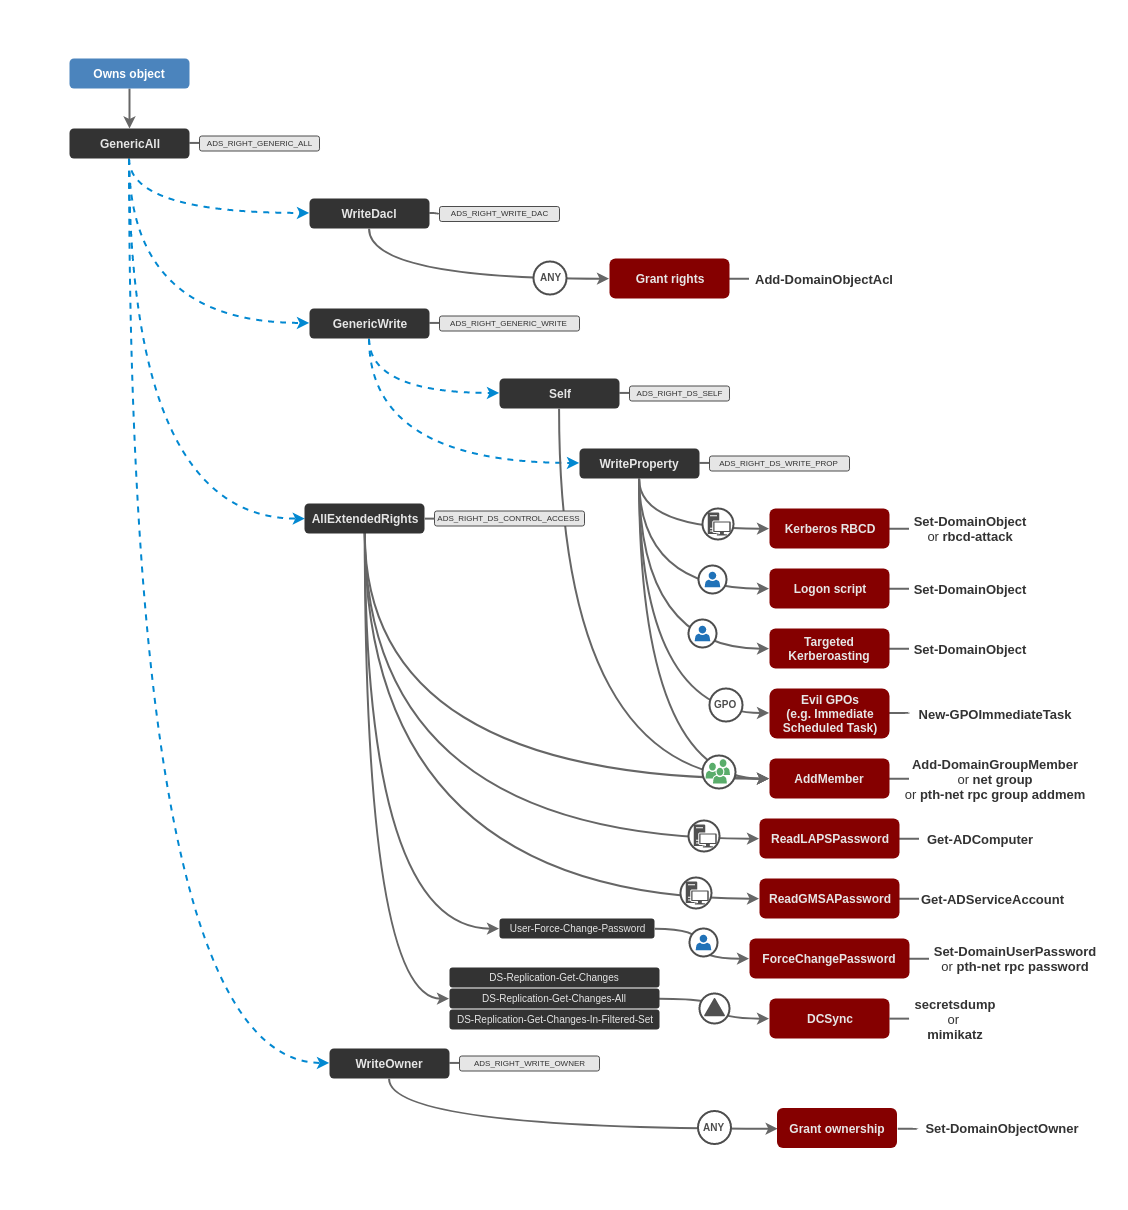 Owns object
GenericAll
ADS_RIGHT_GENERIC_ALL
WriteDacl
ADS_RIGHT_WRITE_DAC
ANY
Grant rights
Add-DomainObjectAcl
GenericWrite
ADS_RIGHT_GENERIC_WRITE
Self
ADS_RIGHT_DS_SELF
WriteProperty
ADS_RIGHT_DS_WRITE_PROP
AllExtendedRights
ADS_RIGHT_DS_CONTROL_ACCESS
Kerberos RBCD
Set-DomainObject
or rbcd-attack
Logon script
Set-DomainObject
Targeted
Kerberoasting
Set-DomainObject
GPO
Evil GPOs
(e.g. Immediate
Scheduled Task)
New-GPOImmediateTask
AddMember
Add-DomainGroupMember
or net group
or pth-net rpc group addmem
ReadLAPSPassword
Get-ADComputer
ReadGMSAPassword
Get-ADServiceAccount
User-Force-Change-Password
ForceChangePassword
Set-DomainUserPassword
or pth-net rpc password
DS-Replication-Get-Changes
DS-Replication-Get-Changes-All
DS-Replication-Get-Changes-In-Filtered-Set
DCSync
secretsdump
or
mimikatz
WriteOwner
ADS_RIGHT_WRITE_OWNER
ANY
Grant ownership
Set-DomainObjectOwner